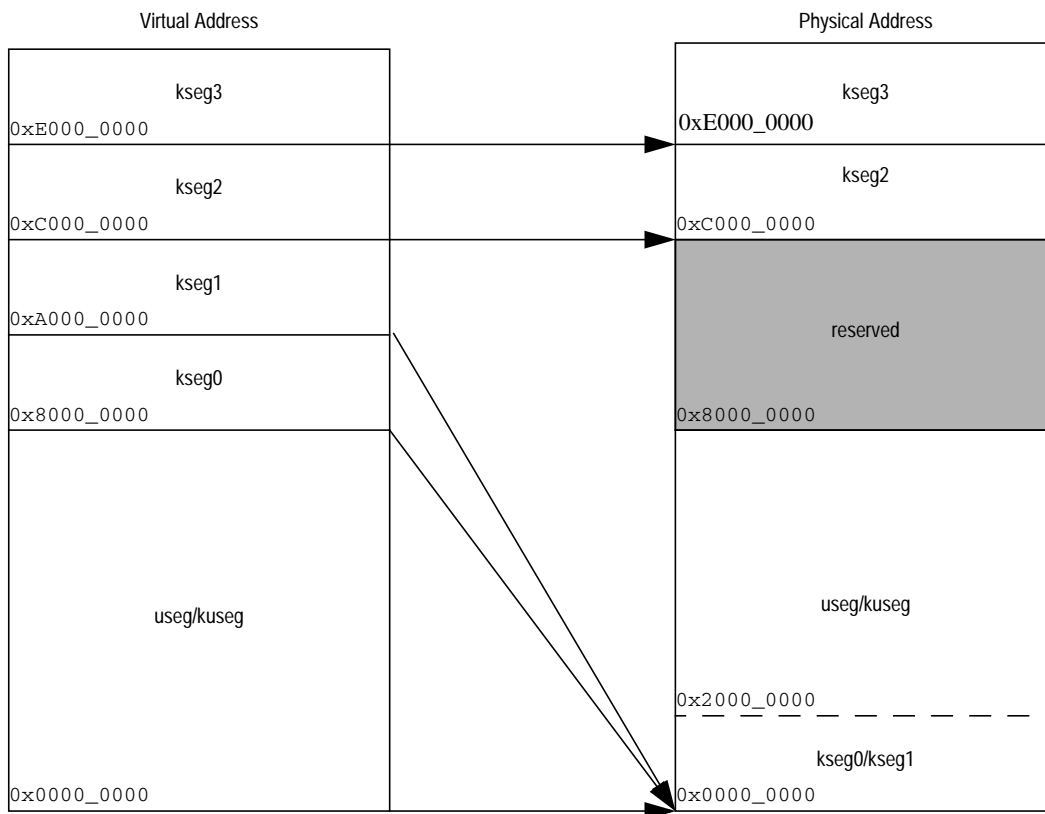 Virtual Address
Physical Address
kseg3
0xE000_0000
kseg2
0xC000_0000
kseg1
0xA000_0000
kseg0
0x8000_0000
useg/kuseg
0x0000_0000
kseg3
0xE000_0000
kseg2
0xC000_0000
reserved
0x8000_0000
useg/kuseg
0x2000_0000
kseg0/kseg1
0x0000_0000